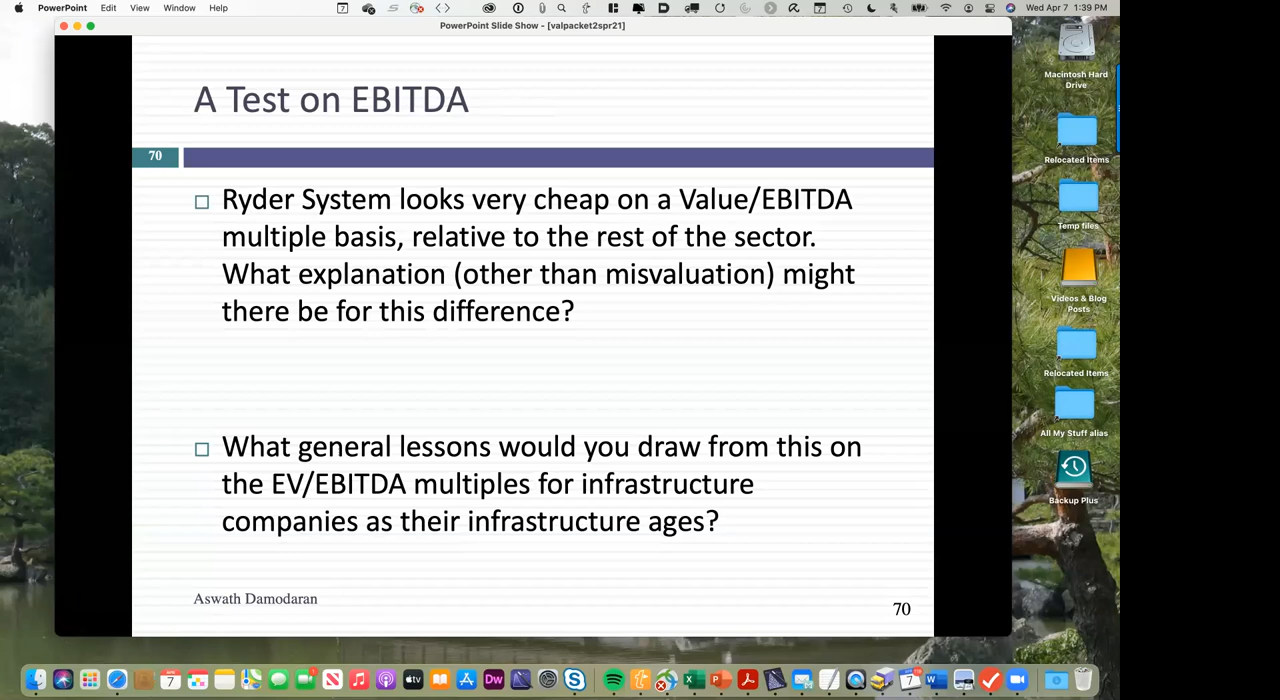 PowerPoint Edit View Window Help
Wed Apr 7 1:39 PM
PowerPoint Slide Show - [valpacket2spr21]
A Test on EBITDA
70
Ryder System looks very cheap on a Value/EBITDA
multiple basis, relative to the rest of the sector.
What explanation (other than misvaluation) might
there be for this difference?
What general lessons would you draw from this on
the EV/EBITDA multiples for infrastructure
companies as their infrastructure ages?
Aswath Damodaran
70
Macintosh Hard
Drive
Relocated Items
Temp files
Videos & Blog
Posts
Relocated Items
All My Stuff alias
Backup Plus